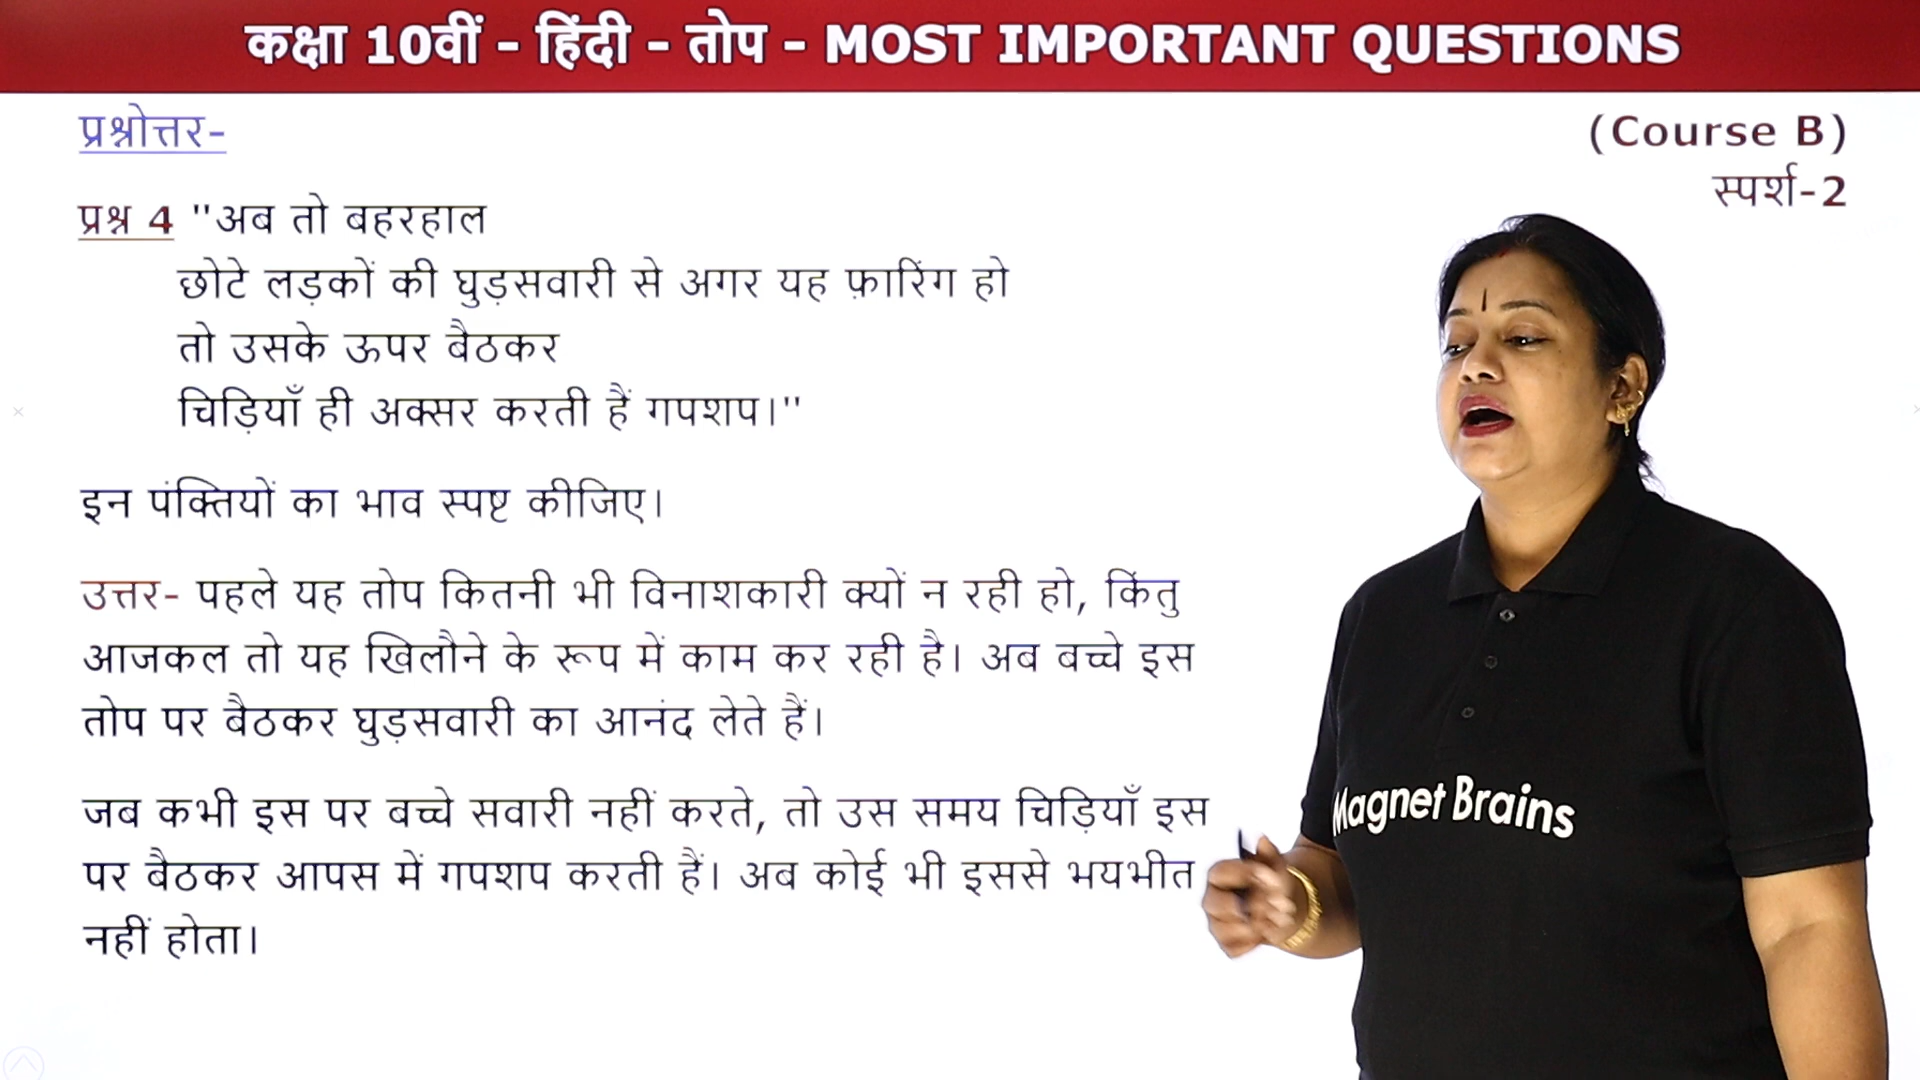 कक्षा 10वीं - हिंदी - तोप - MOST IMPORTANT QUESTIONS
प्रश्नोत्तर-
(Course B)
स्पर्श-2
प्रश्न 4 "अब तो बहरहाल
छोटे लड़कों की घुड़सवारी से अगर यह फ़ारिंग हो
तो उसके ऊपर बैठकर
चिड़ियाँ ही अक्सर करती हैं गपशप।"
इन पंक्तियों का भाव स्पष्ट कीजिए।
उत्तर- पहले यह तोप कितनी भी विनाशकारी क्यों न रही हो, किंतु
आजकल तो यह खिलौने के रूप में काम कर रही है। अब बच्चे इस
तोप पर बैठकर घुड़सवारी का आनंद लेते हैं।
जब कभी इस पर बच्चे सवारी नहीं करते, तो उस समय चिड़ियाँ इस
पर बैठकर आपस में गपशप करती हैं। अब कोई भी इससे भयभीत
नहीं होता।
Magnet Brains